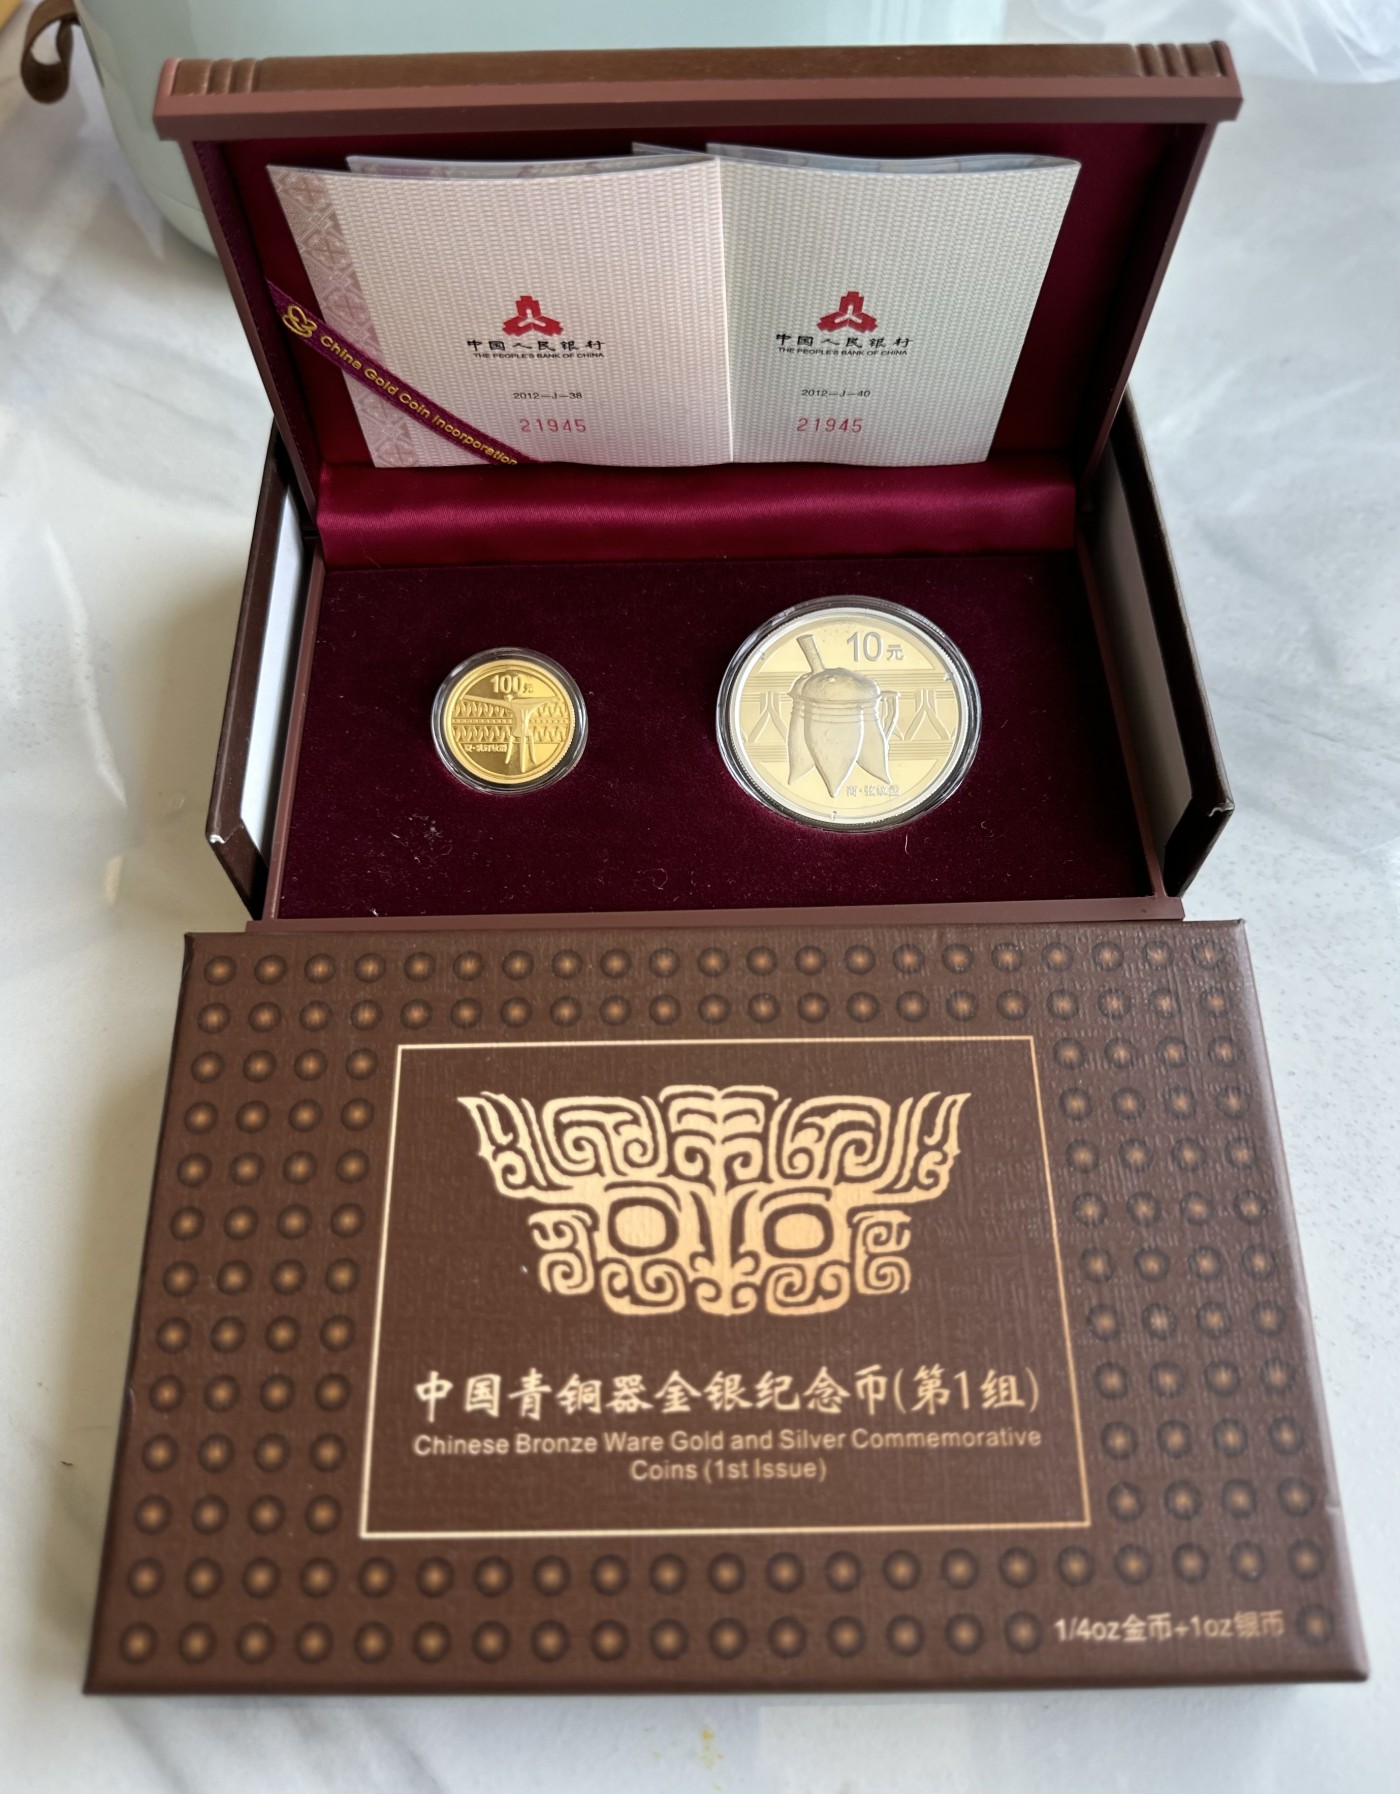 中国人民银行
THE PEOPLE'S BANK OF CHINA
2012-J-38
21945
中国人民银行
THE PEOPLE'S BANK OF CHINA
2012-J-40
21945
China Gold Coin Incorporation
100元
10元
中国青铜器金银纪念币(第1组)
Chinese Bronze Ware Gold and Silver Commemorative
Coins (1st Issue)
1/4oz金币+1oz银币